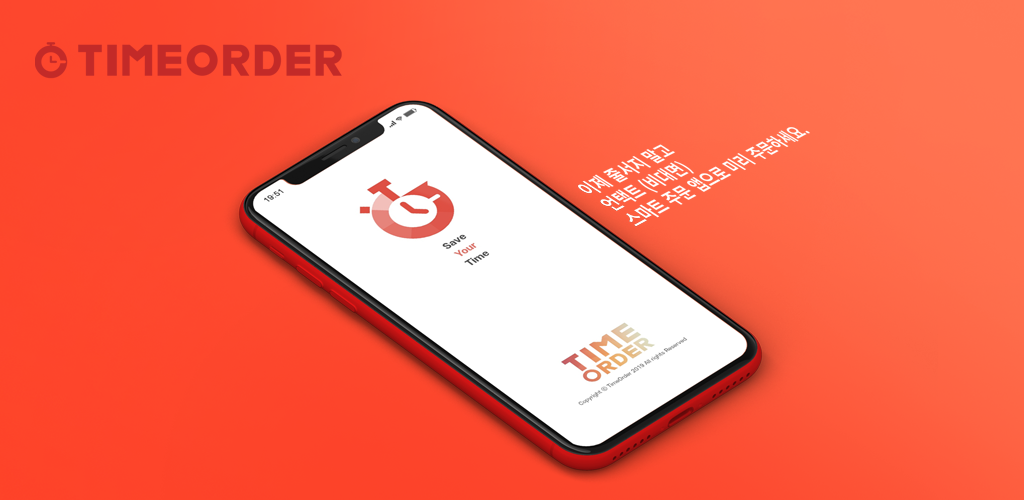 TIMEORDER
19:51
Save
Your
Time
TIME
ORDER
Copyright © TimeOrder 2019 All rights Reserved
이제 줄서지 말고
언택트 (비대면)
스마트 주문 앱으로 미리 주문하세요.